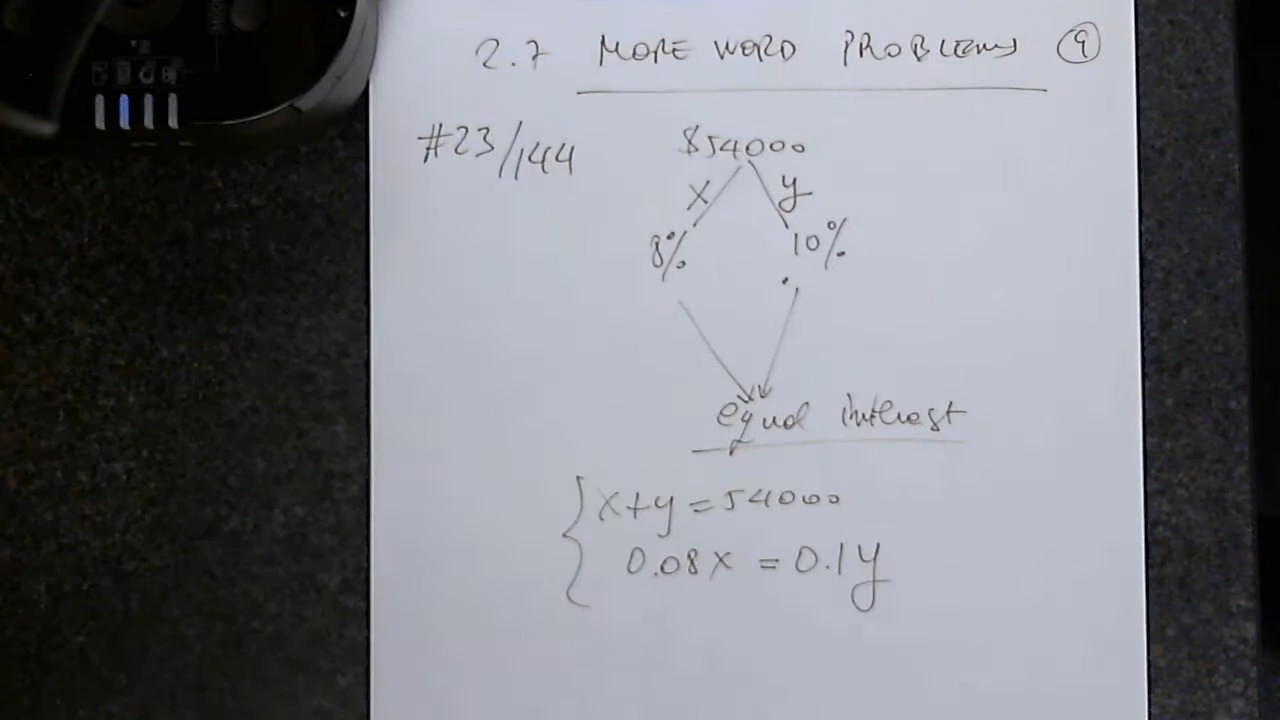 2.7 MORE WORD PROBLEMS 9
#23/144
$54000
x y
8% 10%
equal interest
x+y=54000
0.08x = 0.1y